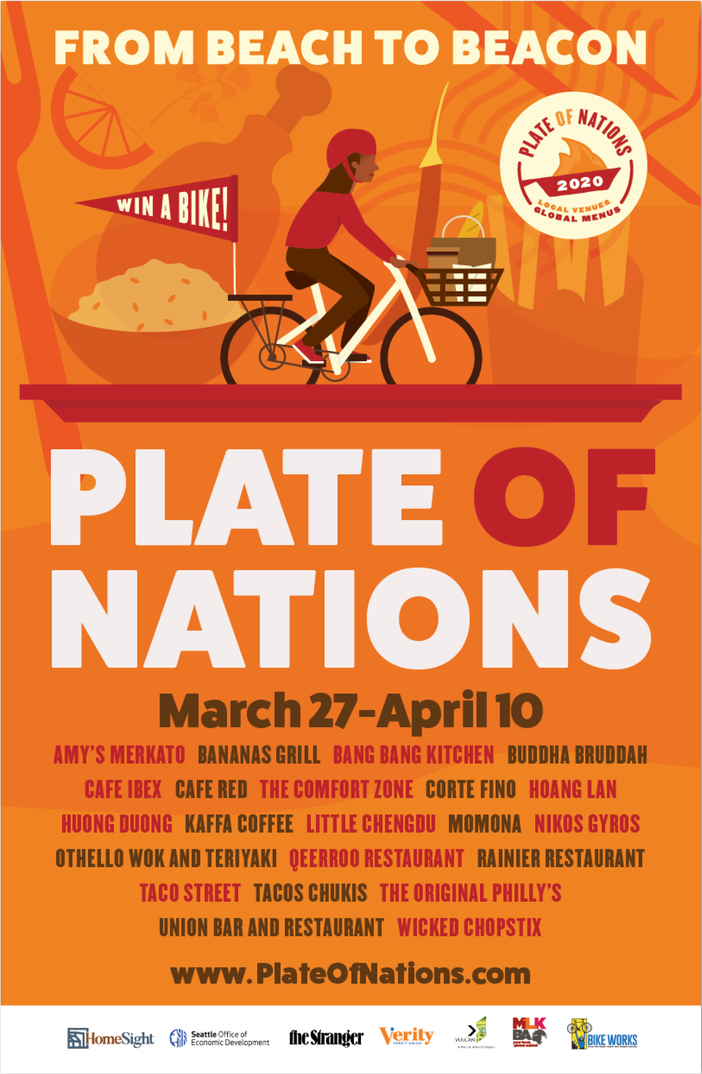 FROM BEACH TO BEACON
PLATE OF NATIONS
2020
LOCAL VENUES
GLOBAL MENUS
WIN A BIKE!
PLATE OF
NATIONS
March 27-April 10
AMY'S MERKATO BANANAS GRILL BANG BANG KITCHEN BUDDHA BRUDDAH
CAFE IBEX CAFE RED THE COMFORT ZONE CORTE FINO HOANG LAN
HUONG DUONG KAFFA COFFEE LITTLE CHENGDU MOMONA NIKOS GYROS
OTHELLO WOK AND TERIYAKI QEERROO RESTAURANT RAINIER RESTAURANT
TACO STREET TACOS CHUKIS THE ORIGINAL PHILLY'S
UNION BAR AND RESTAURANT WICKED CHOPSTIX
www.PlateOfNations.com
HomeSight
Seattle Office of
Economic Development
the Stranger
Verity
CREDIT UNION
VULCAN
MLK
BA
BIKE WORKS